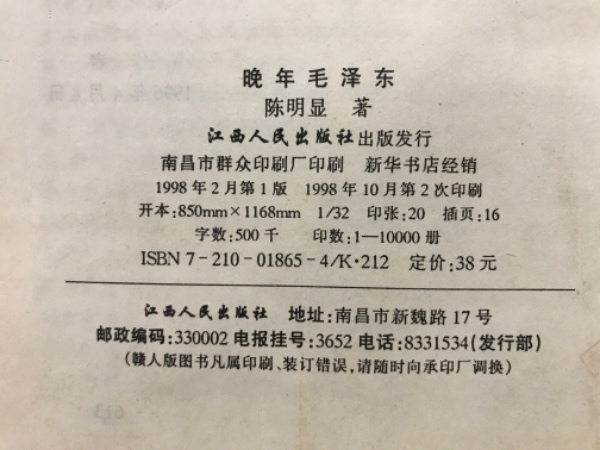 晚年毛泽东
陈明显 著
江西人民出版社出版发行
南昌市群众印刷厂印刷 新华书店经销
1998年2月第1版 1998年10月第2次印刷
开本:850mm×1168mm 1/32 印张:20 插页:16
字数:500千 印数:1—10000册
ISBN 7-210-01865-4/K·212 定价:38元
江西人民出版社 地址:南昌市新魏路17号
邮政编码:330002 电报挂号:3652 电话:8331534(发行部)
(赣人版图书凡属印刷、装订错误,请随时向承印厂调换)